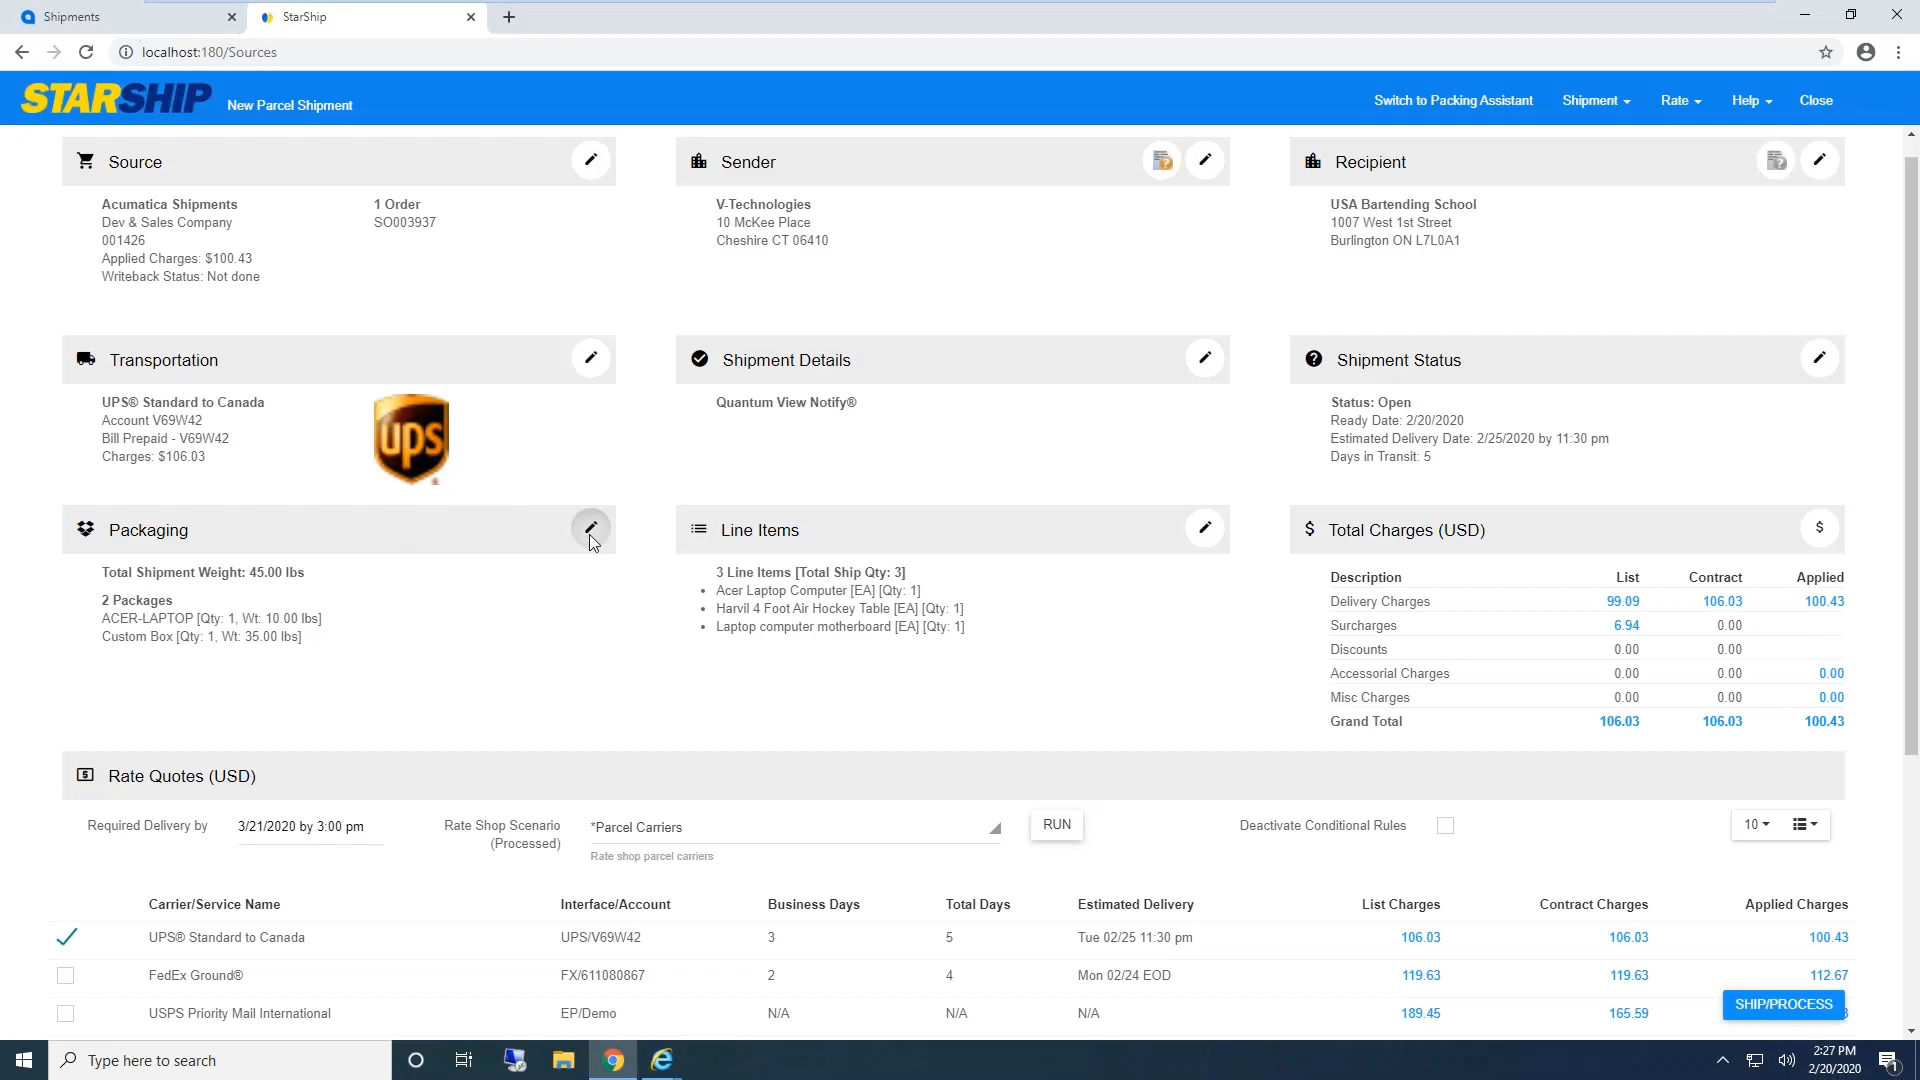 Shipments
StarShip
localhost:180/Sources
STARSHIP New Parcel Shipment
Switch to Packing Assistant Shipment Rate Help Close
Source
Acumatica Shipments
Dev & Sales Company
001426
Applied Charges: $100.43
Writeback Status: Not done
1 Order
SO003937
Sender
V-Technologies
10 McKee Place
Cheshire CT 06410
Recipient
USA Bartending School
1007 West 1st Street
Burlington ON L7L0A1
Transportation
UPS® Standard to Canada
Account V69W42
Bill Prepaid - V69W42
Charges: $106.03
ups
Shipment Details
Quantum View Notify®
Shipment Status
Status: Open
Ready Date: 2/20/2020
Estimated Delivery Date: 2/25/2020 by 11:30 pm
Days in Transit: 5
Packaging
Total Shipment Weight: 45.00 lbs
2 Packages
ACER-LAPTOP [Qty: 1, Wt: 10.00 lbs]
Custom Box [Qty: 1, Wt: 35.00 lbs]
Line Items
3 Line Items [Total Ship Qty: 3]
• Acer Laptop Computer [EA] [Qty: 1]
• Harvil 4 Foot Air Hockey Table [EA] [Qty: 1]
• Laptop computer motherboard [EA] [Qty: 1]
$ Total Charges (USD) $
Description List Contract Applied
Delivery Charges 99.09 106.03 100.43
Surcharges 6.94 0.00
Discounts 0.00 0.00
Accessorial Charges 0.00 0.00 0.00
Misc Charges 0.00 0.00 0.00
Grand Total 106.03 106.03 100.43
Rate Quotes (USD)
Required Delivery by 3/21/2020 by 3:00 pm
Rate Shop Scenario
(Processed)
*Parcel Carriers
Rate shop parcel carriers
RUN
Deactivate Conditional Rules
10
Carrier/Service Name Interface/Account Business Days Total Days Estimated Delivery List Charges Contract Charges Applied Charges
UPS® Standard to Canada UPS/V69W42 3 5 Tue 02/25 11:30 pm 106.03 106.03 100.43
FedEx Ground® FX/611080867 2 4 Mon 02/24 EOD 119.63 119.63 112.67
USPS Priority Mail International EP/Demo N/A N/A N/A 189.45 165.59
SHIP/PROCESS
Type here to search
2:27 PM
2/20/2020
1